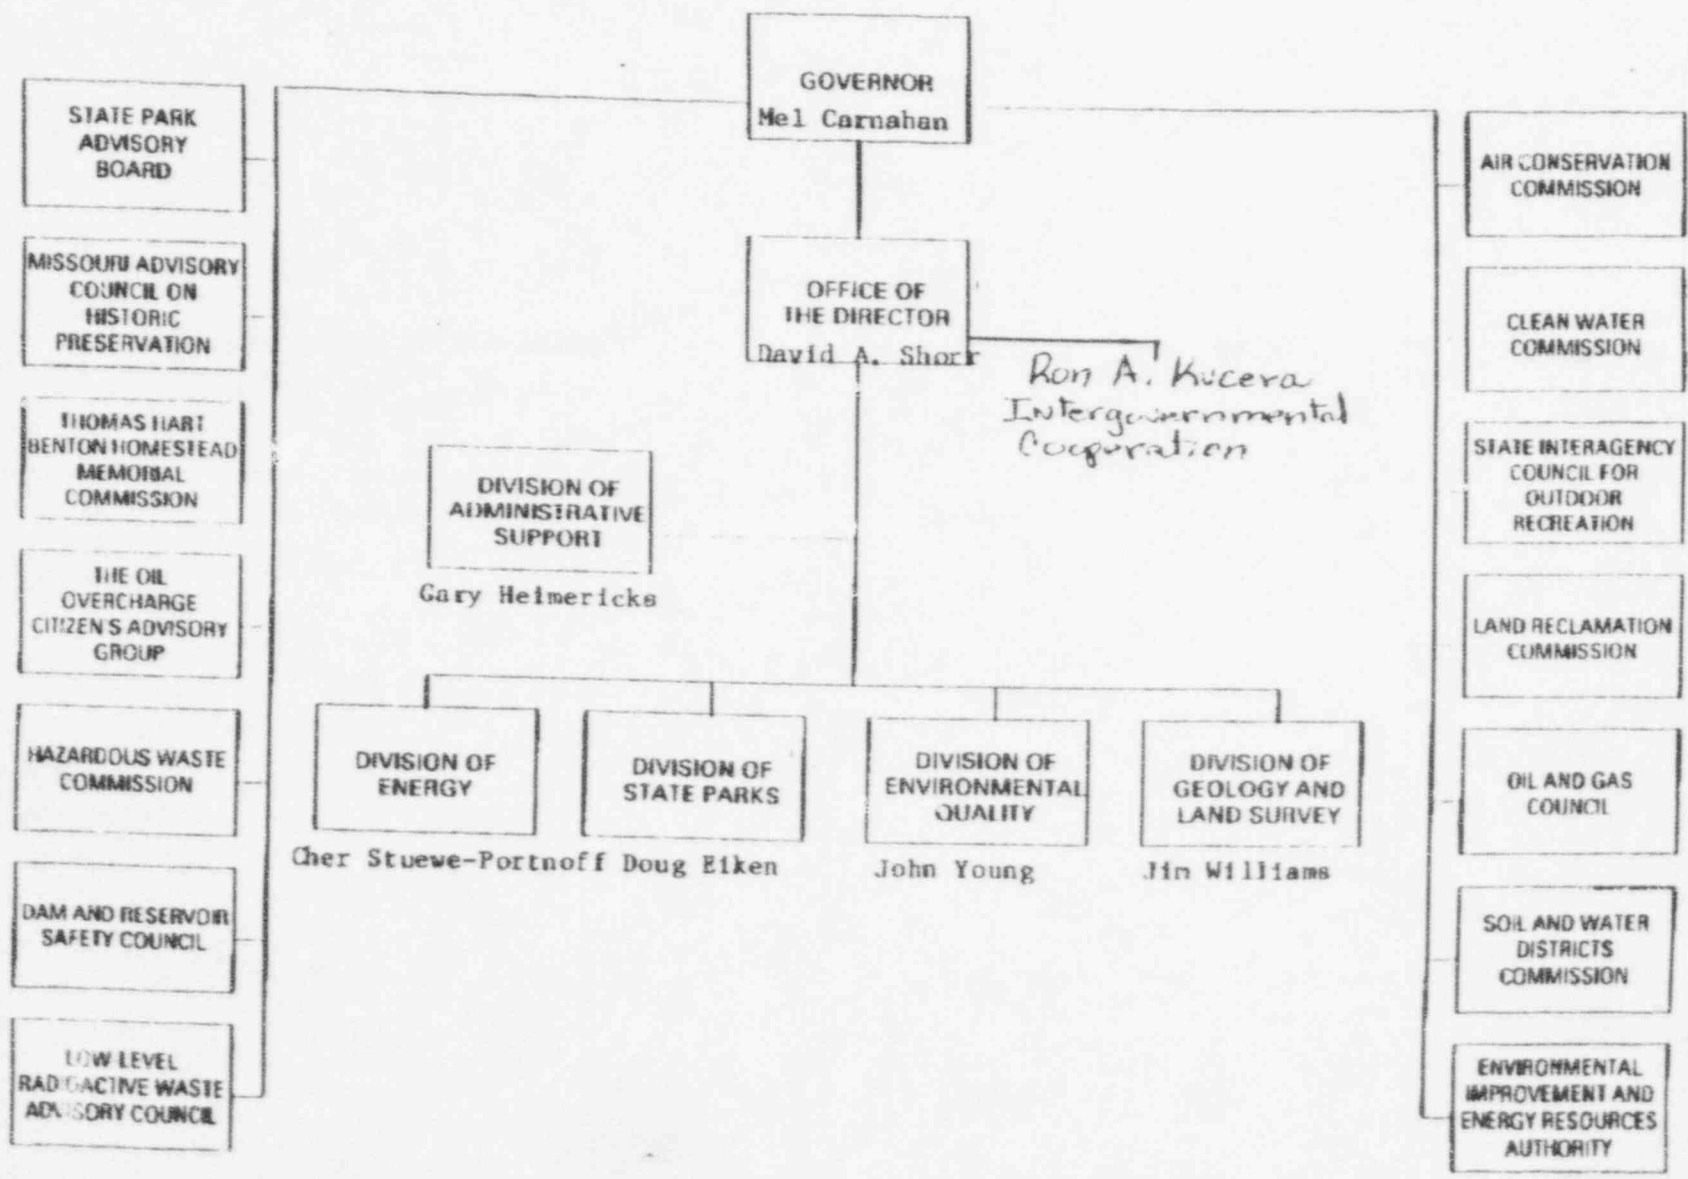 GOVERNOR
Mel Carnahan
STATE PARK
ADVISORY
BOARD
MISSOURI ADVISORY
COUNCIL ON
HISTORIC
PRESERVATION
THOMAS HART
BENTON HOMESTEAD
MEMORIAL
COMMISSION
THE OIL
OVERCHARGE
CITIZEN'S ADVISORY
GROUP
HAZARDOUS WASTE
COMMISSION
DAM AND RESERVOIR
SAFETY COUNCIL
LOW LEVEL
RADIOACTIVE WASTE
ADVISORY COUNCIL
OFFICE OF
THE DIRECTOR
David A. Shorr
Ron A. Kucera
Intergovernmental
Cooperation
DIVISION OF
ADMINISTRATIVE
SUPPORT
Gary Heimericks
DIVISION OF
ENERGY
Cher Stuewe-Portnoff
DIVISION OF
STATE PARKS
Doug Eiken
DIVISION OF
ENVIRONMENTAL
QUALITY
John Young
DIVISION OF
GEOLOGY AND
LAND SURVEY
Jim Williams
AIR CONSERVATION
COMMISSION
CLEAN WATER
COMMISSION
STATE INTERAGENCY
COUNCIL FOR
OUTDOOR
RECREATION
LAND RECLAMATION
COMMISSION
OIL AND GAS
COUNCIL
SOIL AND WATER
DISTRICTS
COMMISSION
ENVIRONMENTAL
IMPROVEMENT AND
ENERGY RESOURCES
AUTHORITY